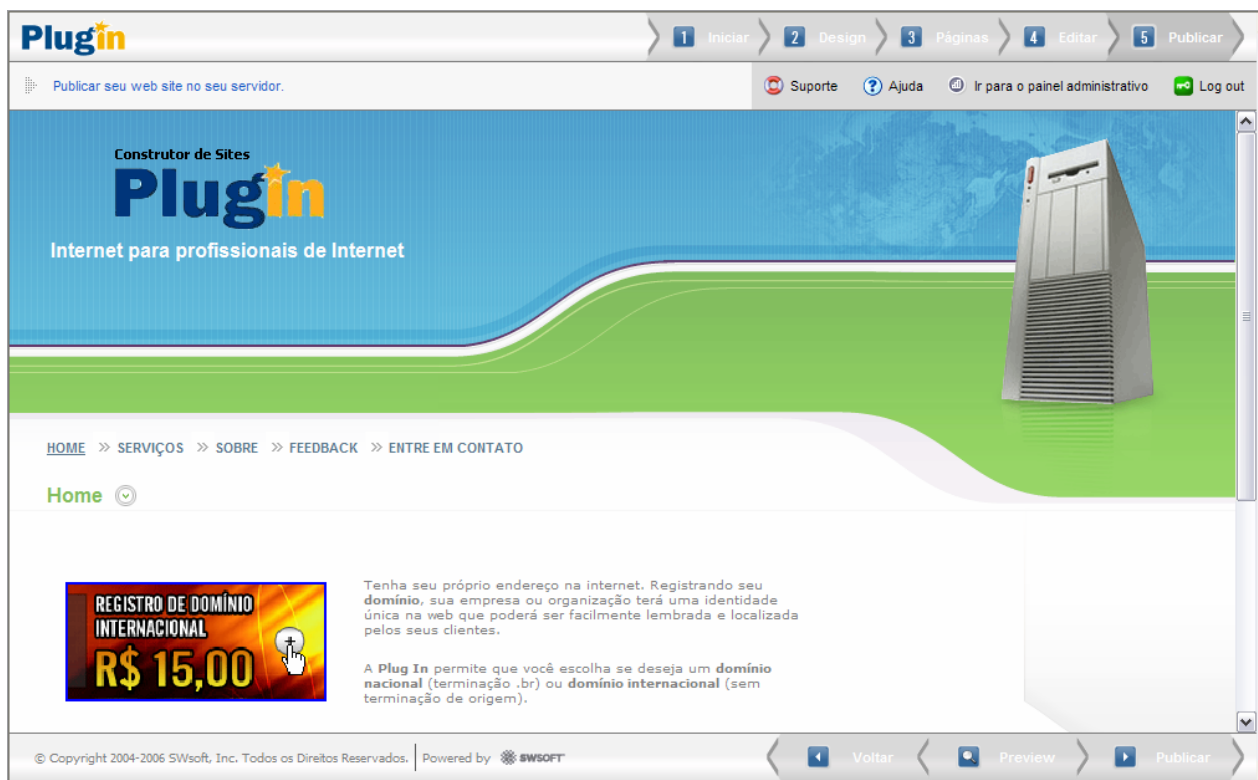 Plugin
1 Iniciar 2 Design 3 Páginas 4 Editar 5 Publicar
Publicar seu web site no seu servidor.
Suporte ? Ajuda Ir para o painel administrativo Log out
Construtor de Sites
Plugin
Internet para profissionais de Internet
HOME >> SERVIÇOS >> SOBRE >> FEEDBACK >> ENTRE EM CONTATO
Home
REGISTRO DE DOMÍNIO
INTERNACIONAL
R$ 15,00
Tenha seu próprio endereço na internet. Registrando seu
domínio, sua empresa ou organização terá uma identidade
única na web que poderá ser facilmente lembrada e localizada
pelos seus clientes.
A Plug In permite que você escolha se deseja um domínio
nacional (terminação .br) ou domínio internacional (sem
terminação de origem).
© Copyright 2004-2006 SWsoft, Inc. Todos os Direitos Reservados. Powered by SWSOFT
Voltar Preview Publicar